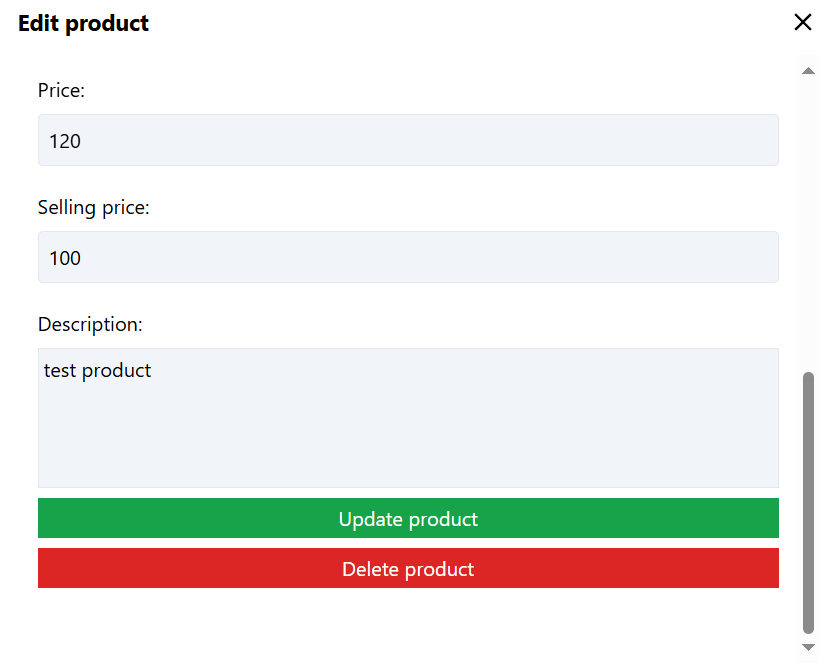 Edit product
Price:
120
Selling price:
100
Description:
test product
Update product
Delete product